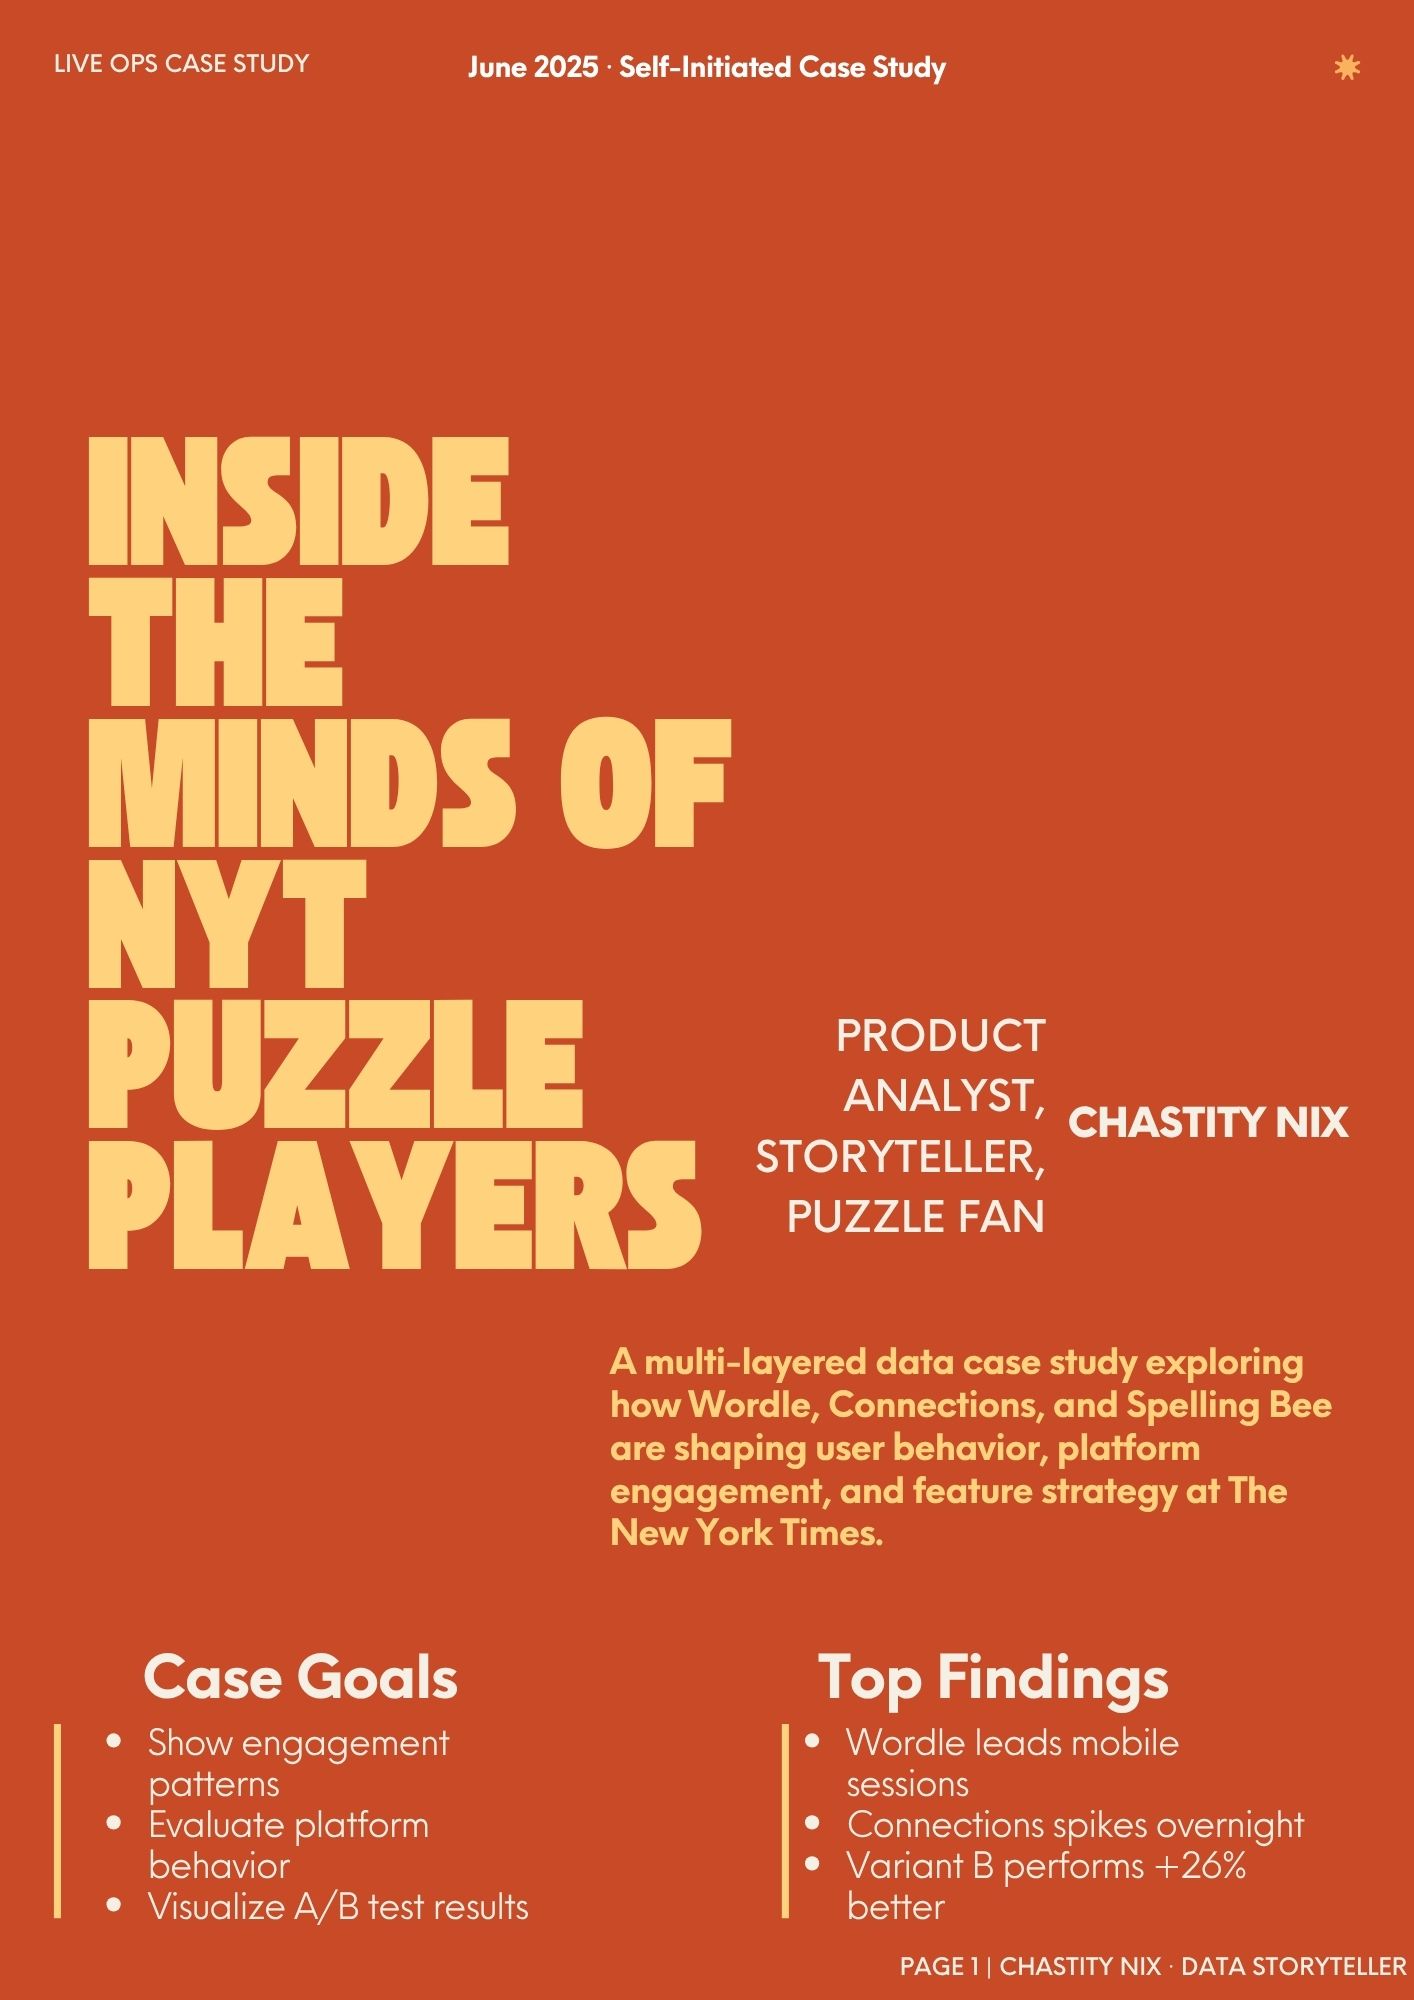 LIVE OPS CASE STUDY
June 2025 · Self-Initiated Case Study
INSIDE
THE
MINDS OF
NYT
PUZZLE
PLAYERS
PRODUCT
ANALYST,
STORYTELLER,
PUZZLE FAN
CHASTITY NIX
A multi-layered data case study exploring
how Wordle, Connections, and Spelling Bee
are shaping user behavior, platform
engagement, and feature strategy at The
New York Times.
Case Goals
• Show engagement
patterns
• Evaluate platform
behavior
• Visualize A/B test results
Top Findings
• Wordle leads mobile
sessions
• Connections spikes overnight
• Variant B performs +26%
better
PAGE 1 | CHASTITY NIX · DATA STORYTELLER